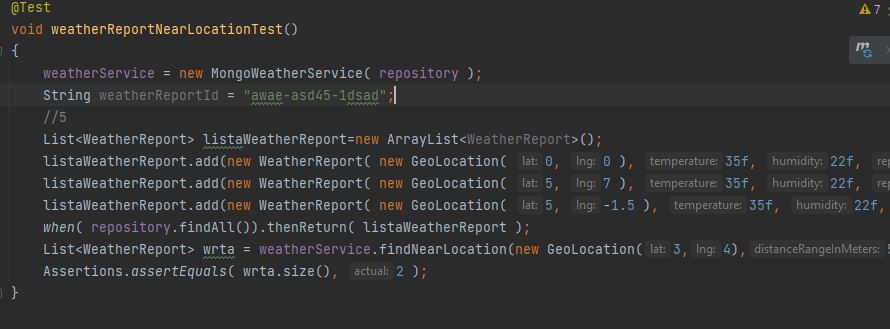 @Test
7
void weatherReportNearLocationTest()
{
weatherService = new MongoWeatherService( repository );
String weatherReportId = "awae-asd45-1dsad";
//5
List<WeatherReport> listaWeatherReport=new ArrayList<WeatherReport>();
listaWeatherReport.add(new WeatherReport( new GeoLocation( lat: 0, lng: 0 ), temperature: 35f, humidity: 22f, rep
listaWeatherReport.add(new WeatherReport( new GeoLocation( lat: 5, lng: 7 ), temperature: 35f, humidity: 22f, rep
listaWeatherReport.add(new WeatherReport( new GeoLocation( lat: 5, lng: -1.5 ), temperature: 35f, humidity: 22f,
when( repository.findAll()).thenReturn( listaWeatherReport );
List<WeatherReport> wrta = weatherService.findNearLocation(new GeoLocation( lat: 3, lng: 4), distanceRangeInMeters:
Assertions.assertEquals( wrta.size(), actual: 2 );
}